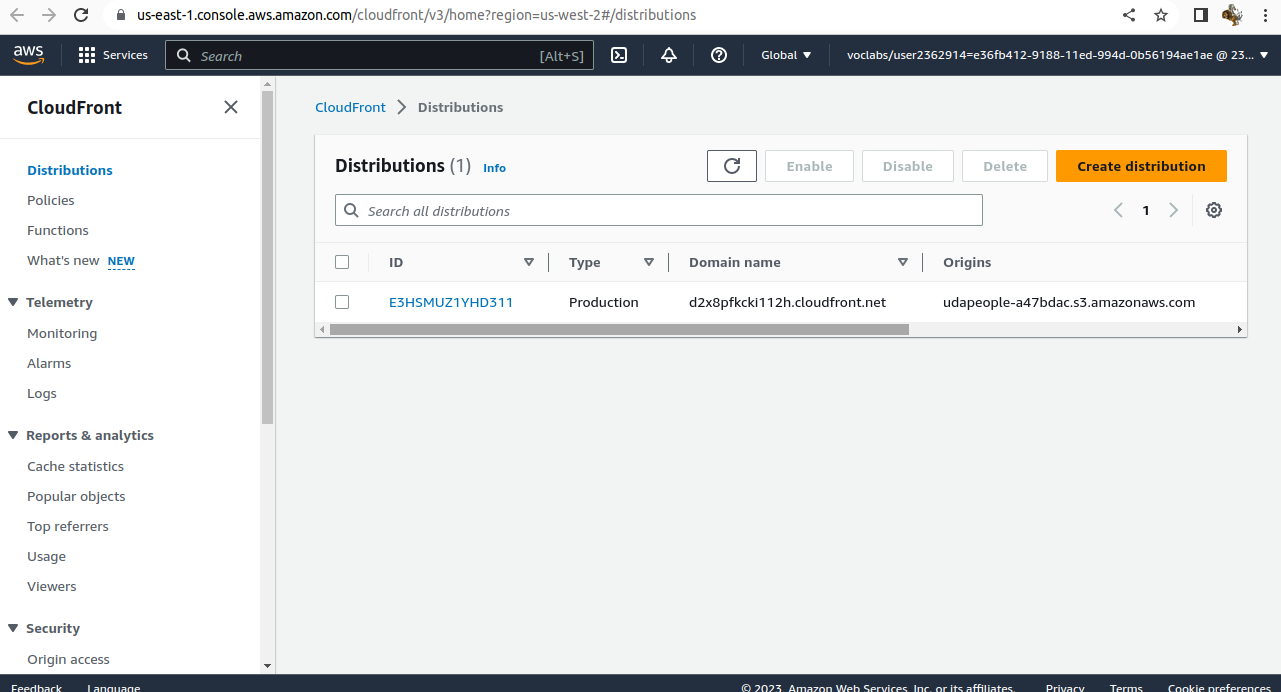 us-east-1.console.aws.amazon.com/cloudfront/v3/home?region=us-west-2#/distributions
aws Services Search [Alt+S] Global voclabs/user2362914=e36fb412-9188-11ed-994d-0b56194ae1ae @ 23...
CloudFront
Distributions
Policies
Functions
What's new NEW
Telemetry
Monitoring
Alarms
Logs
Reports & analytics
Cache statistics
Popular objects
Top referrers
Usage
Viewers
Security
Origin access
CloudFront Distributions
Distributions (1) Info Enable Disable Delete Create distribution
Search all distributions 1
ID Type Domain name Origins
E3HSMUZ1YHD311 Production d2x8pfkcki112h.cloudfront.net udapeople-a47bdac.s3.amazonaws.com
Feedback Language © 2023, Amazon Web Services, Inc. or its affiliates. Privacy Terms Cookie preferences